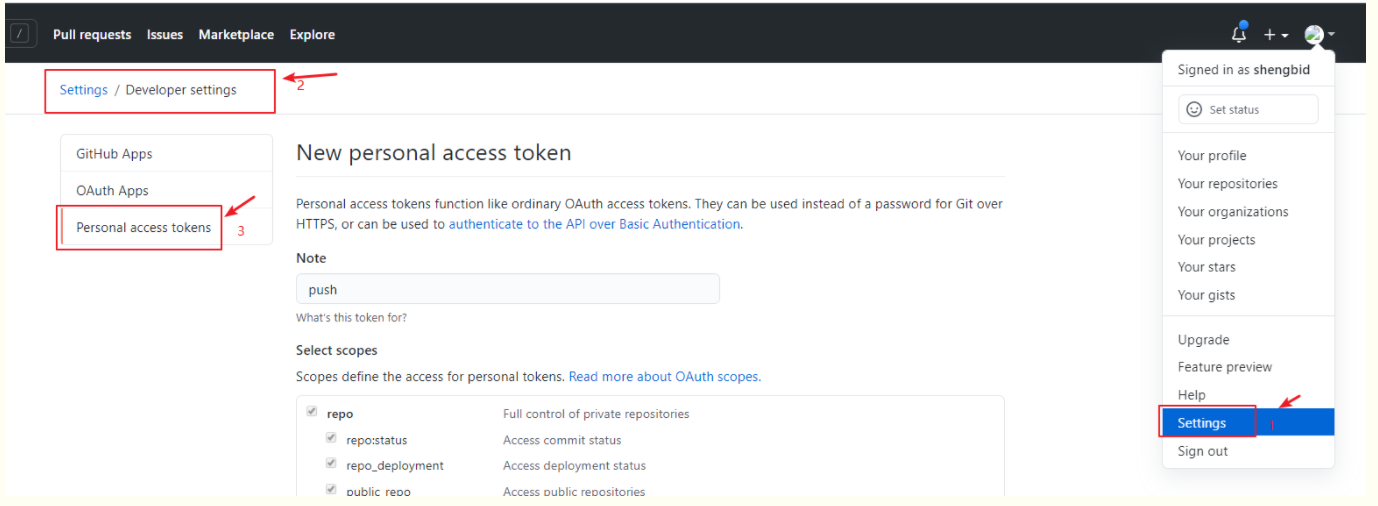 / Pull requests Issues Marketplace Explore
Settings / Developer settings
2
GitHub Apps
OAuth Apps
Personal access tokens
3
New personal access token
Personal access tokens function like ordinary OAuth access tokens. They can be used instead of a password for Git over
HTTPS, or can be used to authenticate to the API over Basic Authentication.
Note
push
What's this token for?
Select scopes
Scopes define the access for personal tokens. Read more about OAuth scopes.
repo Full control of private repositories
repo:status Access commit status
repo_deployment Access deployment status
public_repo Access public repositories
Signed in as shengbid
Set status
Your profile
Your repositories
Your organizations
Your projects
Your stars
Your gists
Upgrade
Feature preview
Help
Settings
1
Sign out